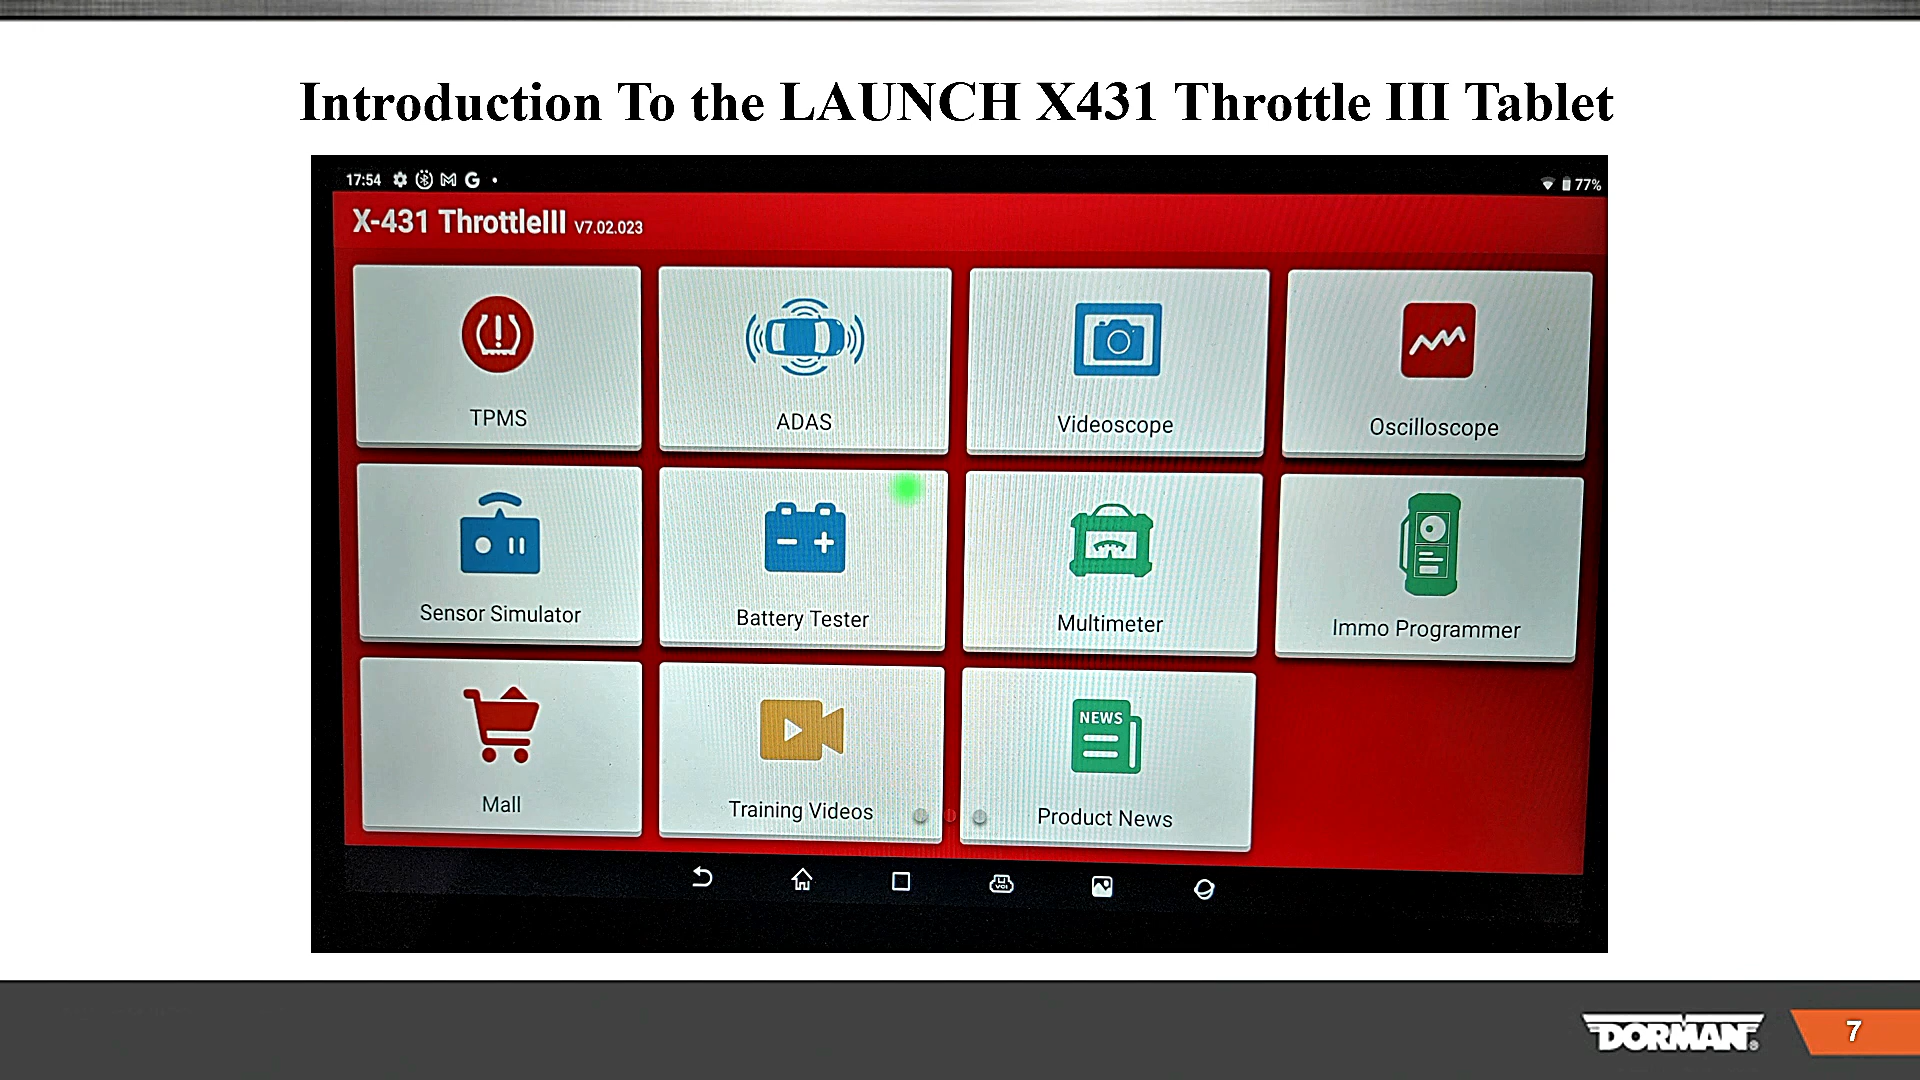 Introduction To the LAUNCH X431 Throttle III Tablet
17:54
77%
X-431 ThrottleIII V7.02.023
TPMS
ADAS
Videoscope
Oscilloscope
Sensor Simulator
Battery Tester
Multimeter
Immo Programmer
NEWS
Mall
Training Videos
Product News
VCI
DORMAN®
7